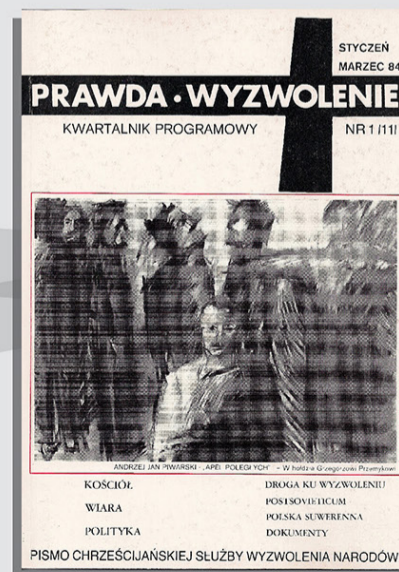 STYCZEŃ
MARZEC 84
PRAWDA · WYZWOLENIE
KWARTALNIK PROGRAMOWY NR 1 /11/
ANDRZEJ JAN PIWARSKI - „APEL POLEGŁYCH" - W hołdzie Grzegorzowi Przemykowi
KOŚCIÓŁ
WIARA
POLITYKA
DROGA KU WYZWOLENIU
POSTSOVIETICUM
POLSKA SUWERENNA
DOKUMENTY
PISMO CHRZEŚCIJAŃSKIEJ SŁUŻBY WYZWOLENIA NARODÓW